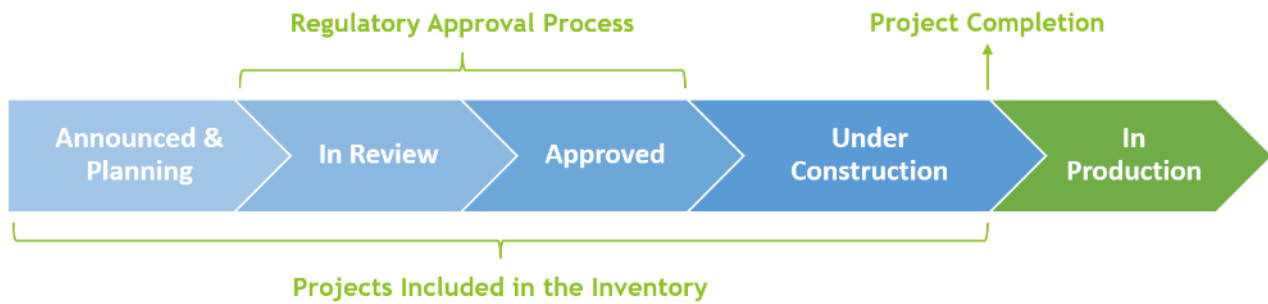 Regulatory Approval Process
Project Completion
Announced &
Planning
In Review
Approved
Under
Construction
In
Production
Projects Included in the Inventory